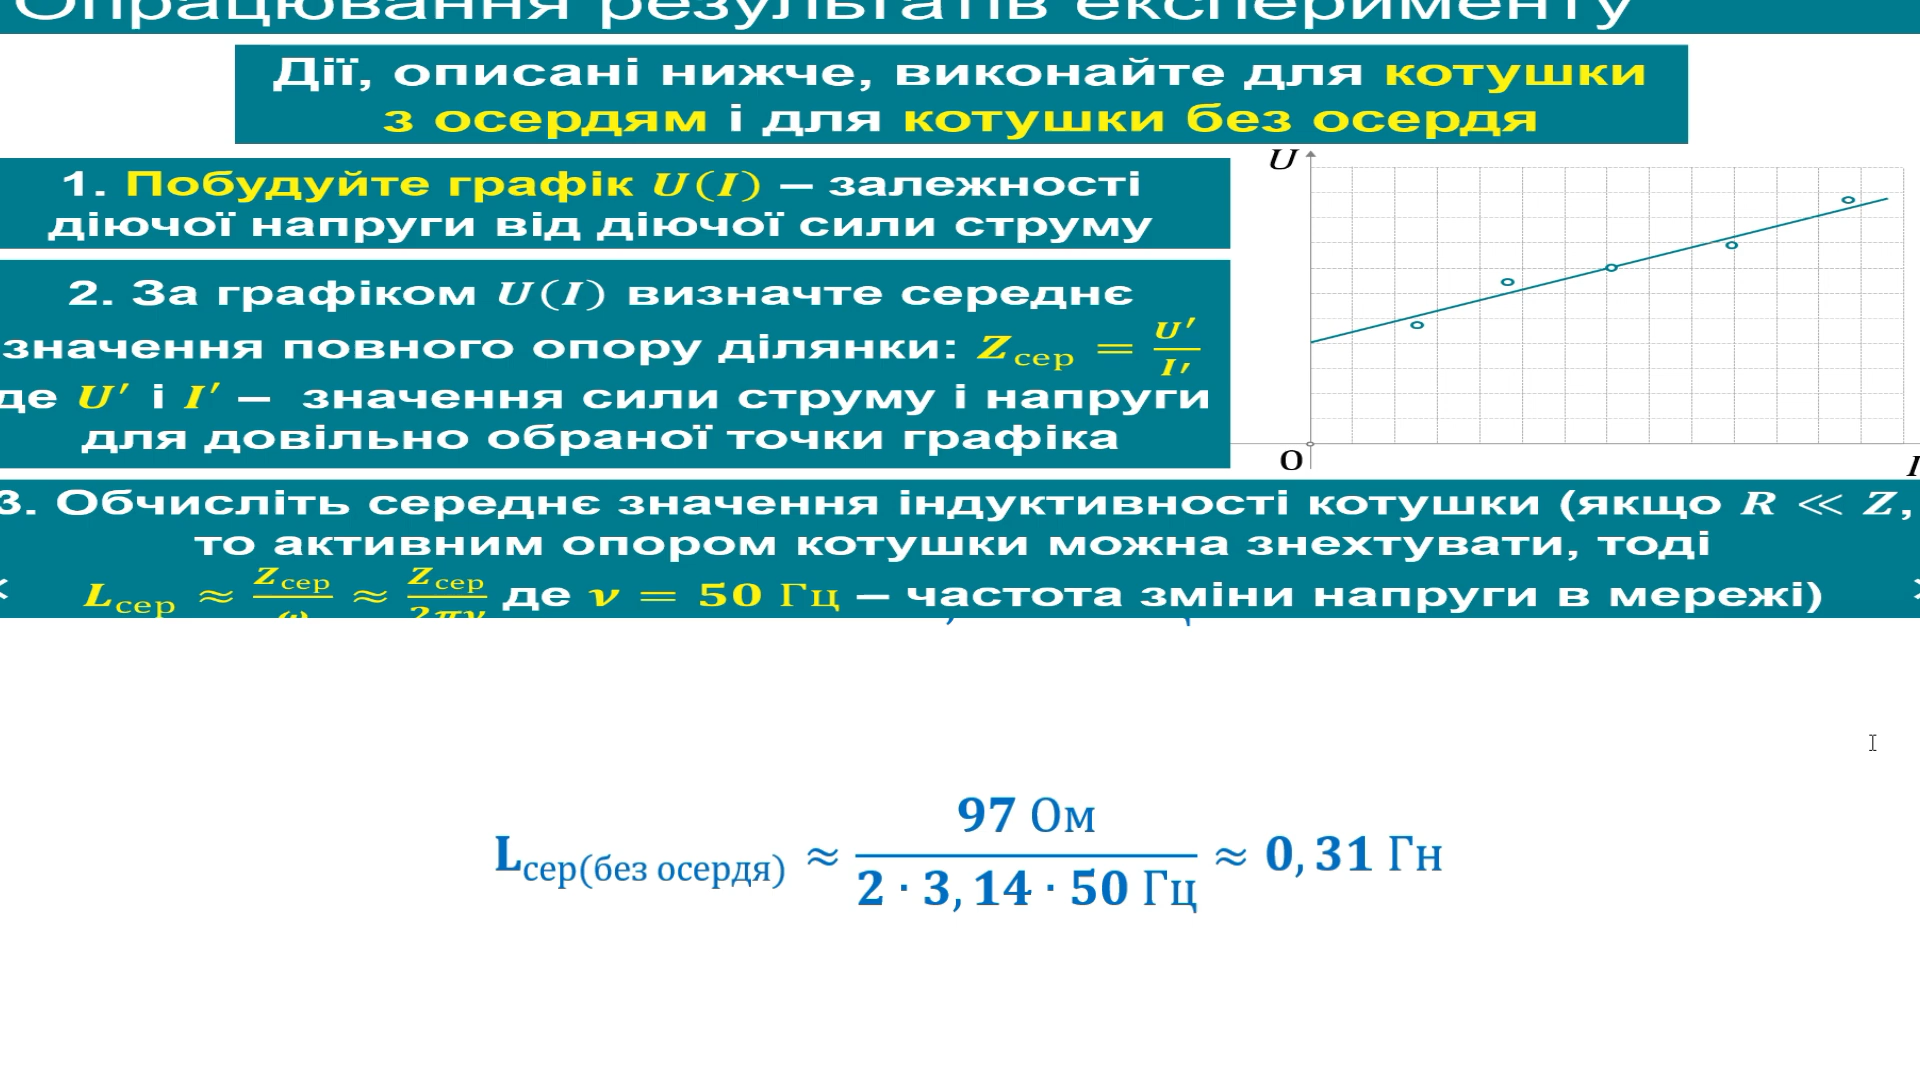 Опрацювання результатів експерименту
Дії, описані нижче, виконайте для котушки
з осердям і для котушки без осердя
1. Побудуйте графік U(I) – залежності
діючої напруги від діючої сили струму
2. За графіком U(I) визначте середнє
значення повного опору ділянки: Zсер = U′/I′
де U′ і I′ – значення сили струму і напруги
для довільно обраної точки графіка
U
O
I
3. Обчисліть середнє значення індуктивності котушки (якщо R ≪ Z,
то активним опором котушки можна знехтувати, тоді
Lсер ≈ Zсер/ω ≈ Zсер/2πν де ν = 50 Гц – частота зміни напруги в мережі)
Lсер(без осердя) ≈ 97 Ом/2 · 3,14 · 50 Гц ≈ 0,31 Гн